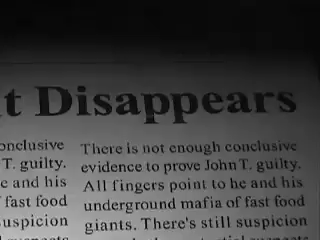 t Disappears
onclusive
T. guilty.
e and his
fast food
uspicion
There is not enough conclusive
evidence to prove John T. guilty.
All fingers point to he and his
underground mafia of fast food
giants. There's still suspicion